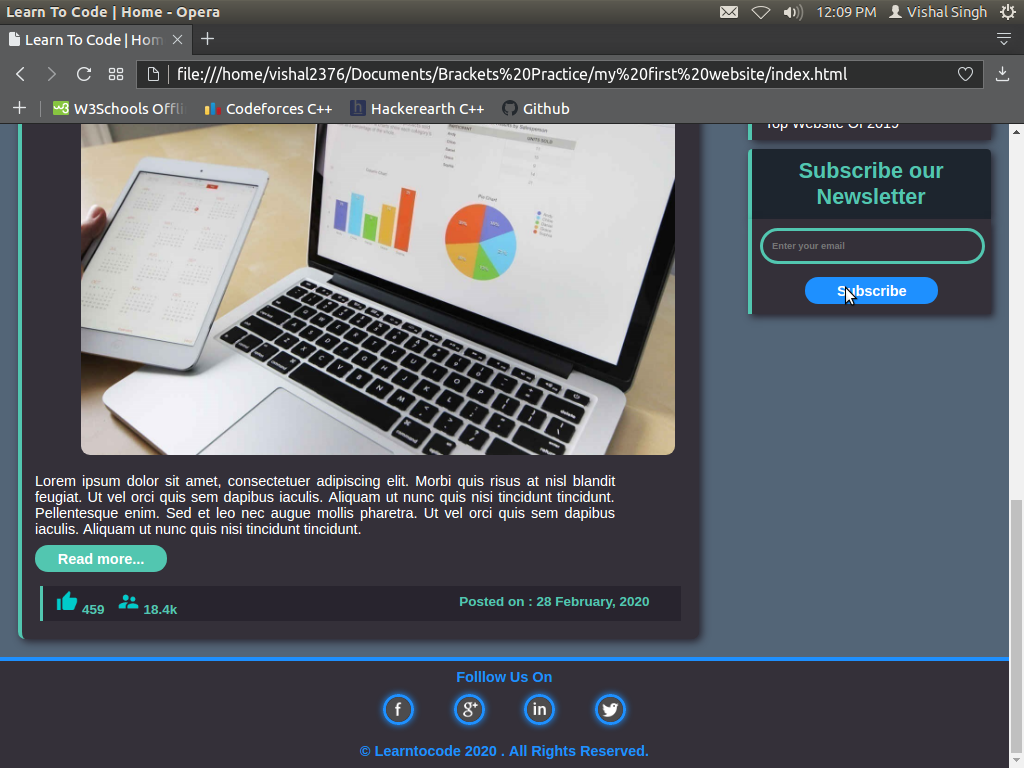 Learn To Code | Home - Opera
12:09 PM
Vishal Singh
Learn To Code | Hom
file:///home/vishal2376/Documents/Brackets%20Practice/my%20first%20website/index.html
W3Schools Offli
Codeforces C++
Hackerearth C++
Github
Top Website Of 2019
Subscribe our
Newsletter
Enter your email
Subscribe
UNITS SOLD
Pie Chart
Lorem ipsum dolor sit amet, consectetuer adipiscing elit. Morbi quis risus at nisl blandit
feugiat. Ut vel orci quis sem dapibus iaculis. Aliquam ut nunc quis nisi tincidunt tincidunt.
Pellentesque enim. Sed et leo nec augue mollis pharetra. Ut vel orci quis sem dapibus
iaculis. Aliquam ut nunc quis nisi tincidunt tincidunt.
Read more...
459
18.4k
Posted on : 28 February, 2020
Folllow Us On
f
g+
in
© Learntocode 2020 . All Rights Reserved.